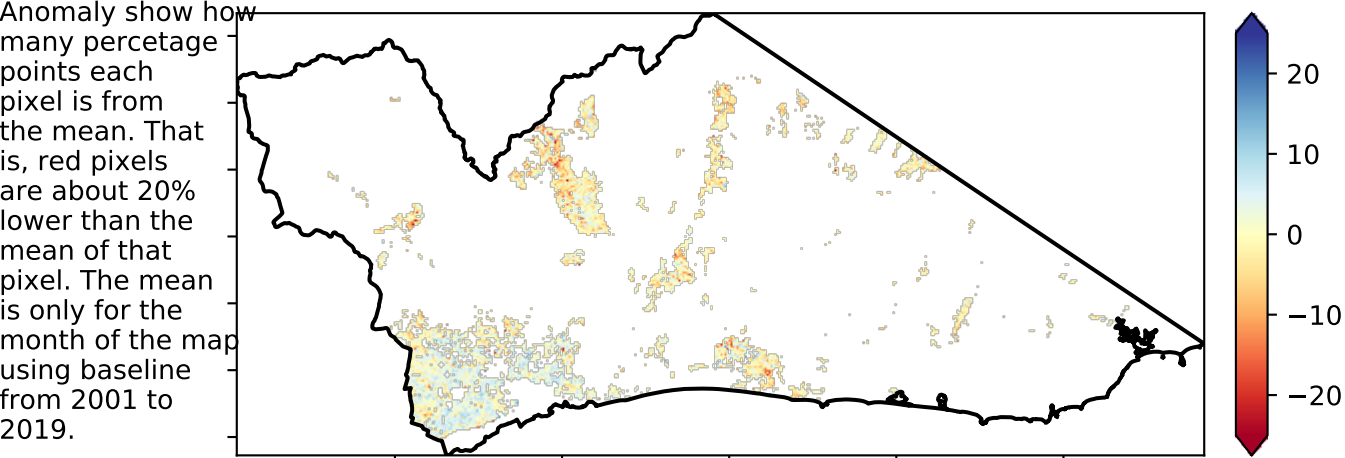 Anomaly show how
many percetage
points each
pixel is from
the mean. That
is, red pixels
are about 20%
lower than the
mean of that
pixel. The mean
is only for the
month of the map
using baseline
from 2001 to
2019.
20
10
0
−10
−20